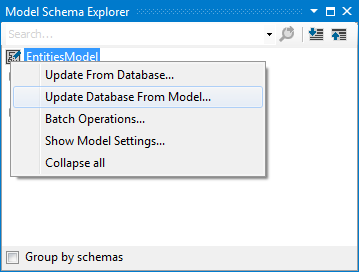 Model Schema Explorer
Search...
EntitiesModel
Update From Database...
Update Database From Model...
Batch Operations...
Show Model Settings...
Collapse all
Group by schemas